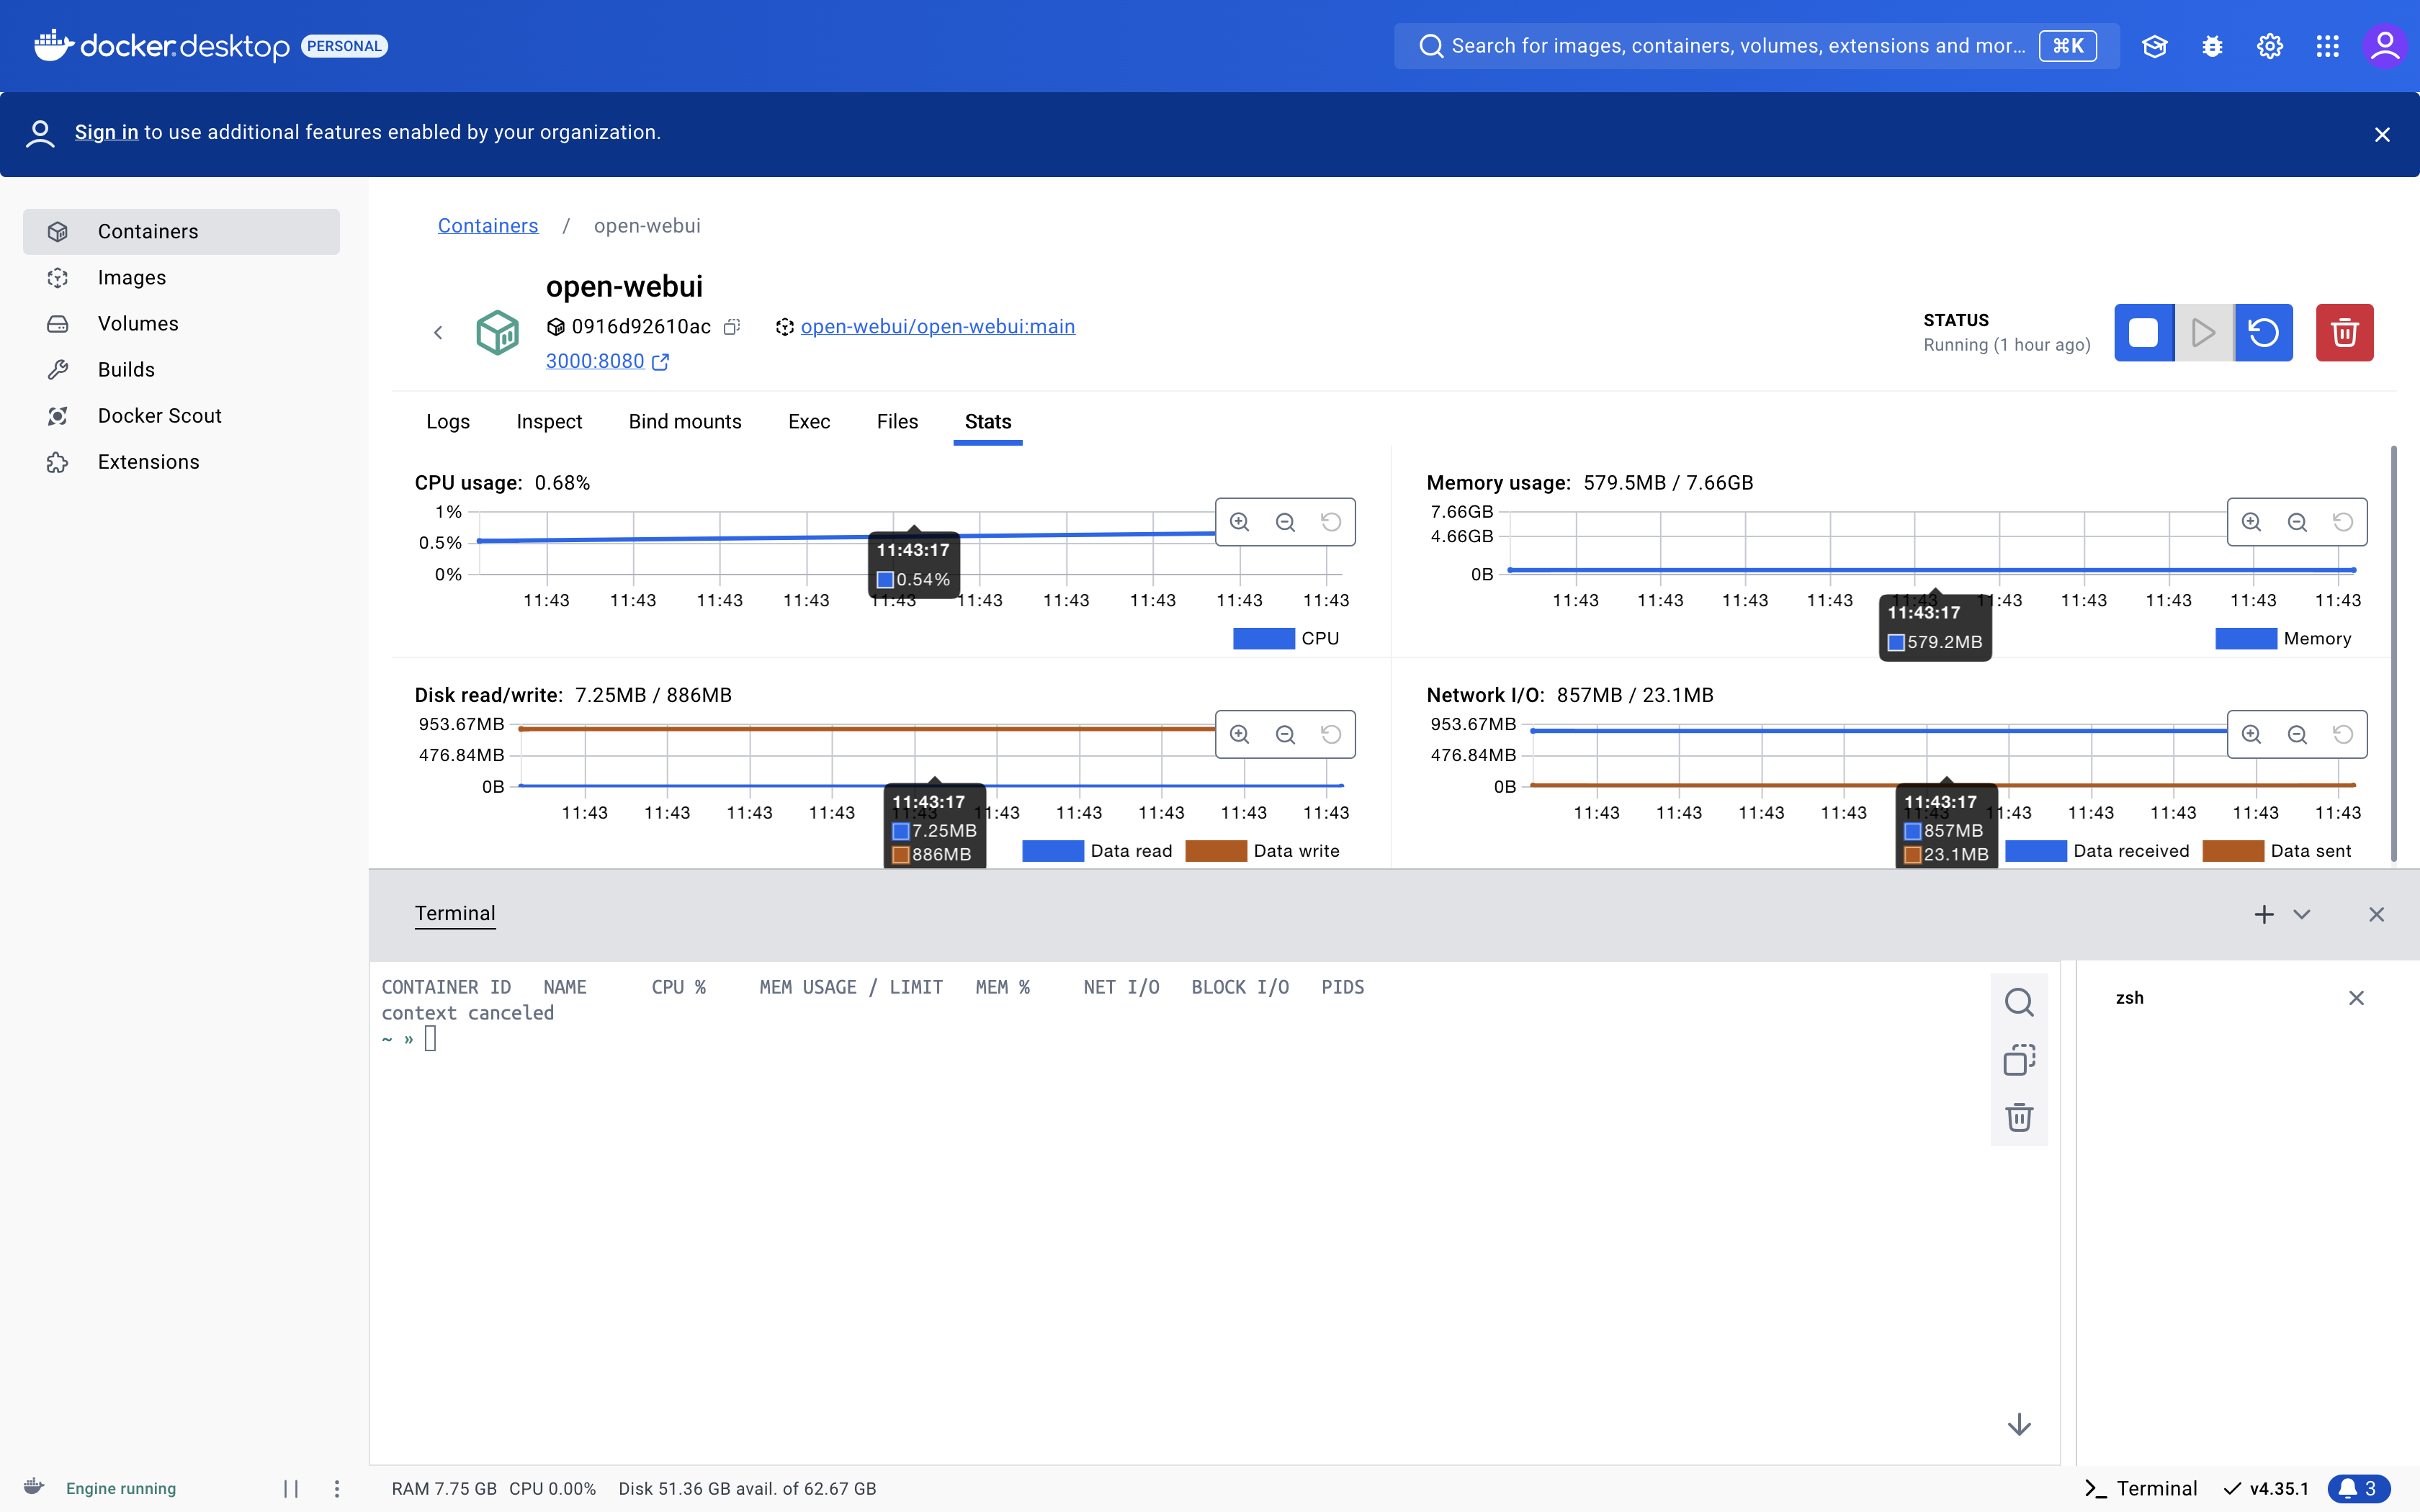 docker.desktop PERSONAL
Search for images, containers, volumes, extensions and mor... ⌘K
Sign in to use additional features enabled by your organization.
Containers
Images
Volumes
Builds
Docker Scout
Extensions
Containers / open-webui
open-webui
0916d92610ac open-webui/open-webui:main
3000:8080
STATUS
Running (1 hour ago)
Logs Inspect Bind mounts Exec Files Stats
CPU usage: 0.68%
1%
0.5%
0%
11:43:17
0.54%
11:43 11:43 11:43 11:43 11:43 11:43 11:43 11:43 11:43 11:43
CPU
Memory usage: 579.5MB / 7.66GB
7.66GB
4.66GB
0B
11:43 11:43 11:43 11:43 11:43 11:43 11:43 11:43 11:43 11:43
11:43:17
579.2MB
Memory
Disk read/write: 7.25MB / 886MB
953.67MB
476.84MB
0B
11:43 11:43 11:43 11:43 11:43 11:43 11:43 11:43 11:43 11:43
11:43:17
7.25MB
886MB
Data read Data write
Network I/O: 857MB / 23.1MB
953.67MB
476.84MB
0B
11:43 11:43 11:43 11:43 11:43 11:43 11:43 11:43 11:43 11:43
11:43:17
857MB
23.1MB
Data received Data sent
Terminal
CONTAINER ID NAME CPU % MEM USAGE / LIMIT MEM % NET I/O BLOCK I/O PIDS
context canceled
~ »
zsh
Engine running
RAM 7.75 GB CPU 0.00% Disk 51.36 GB avail. of 62.67 GB
Terminal v4.35.1 3